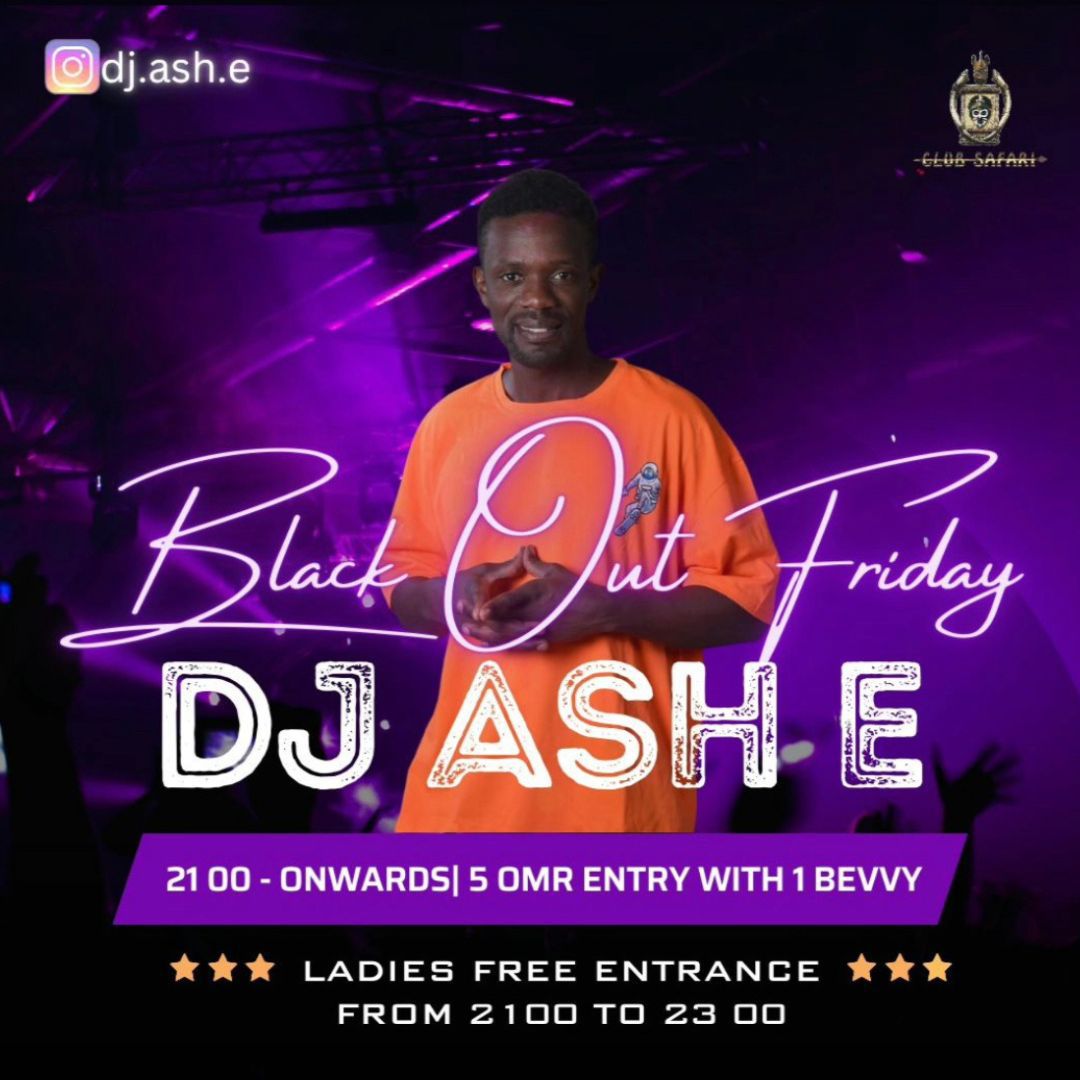 dj.ash.e
CLUB SAFARI
Black Out Friday
DJ ASH E
21 00 - ONWARDS| 5 OMR ENTRY WITH 1 BEVVY
LADIES FREE ENTRANCE
FROM 2100 TO 23 00